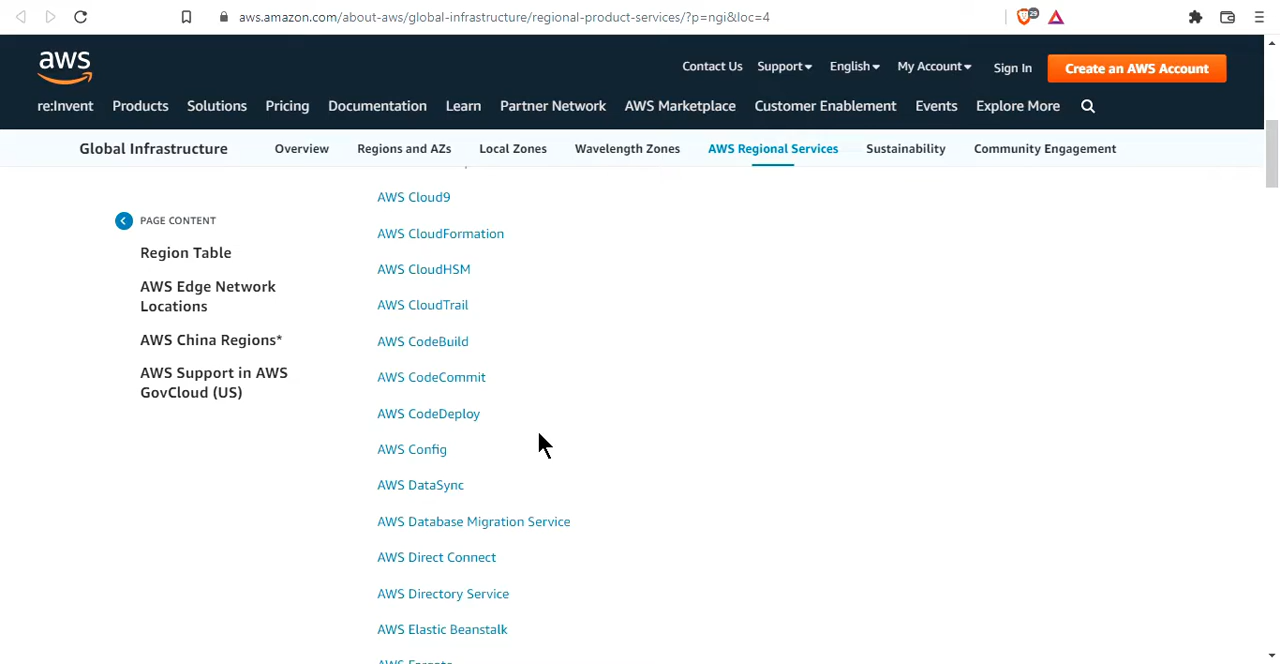 aws.amazon.com/about-aws/global-infrastructure/regional-product-services/?p=ngi&loc=4
29
aws
Contact Us Support English My Account Sign In Create an AWS Account
re:Invent Products Solutions Pricing Documentation Learn Partner Network AWS Marketplace Customer Enablement Events Explore More
Global Infrastructure Overview Regions and AZs Local Zones Wavelength Zones AWS Regional Services Sustainability Community Engagement
PAGE CONTENT
Region Table
AWS Edge Network
Locations
AWS China Regions*
AWS Support in AWS
GovCloud (US)
AWS Cloud9
AWS CloudFormation
AWS CloudHSM
AWS CloudTrail
AWS CodeBuild
AWS CodeCommit
AWS CodeDeploy
AWS Config
AWS DataSync
AWS Database Migration Service
AWS Direct Connect
AWS Directory Service
AWS Elastic Beanstalk